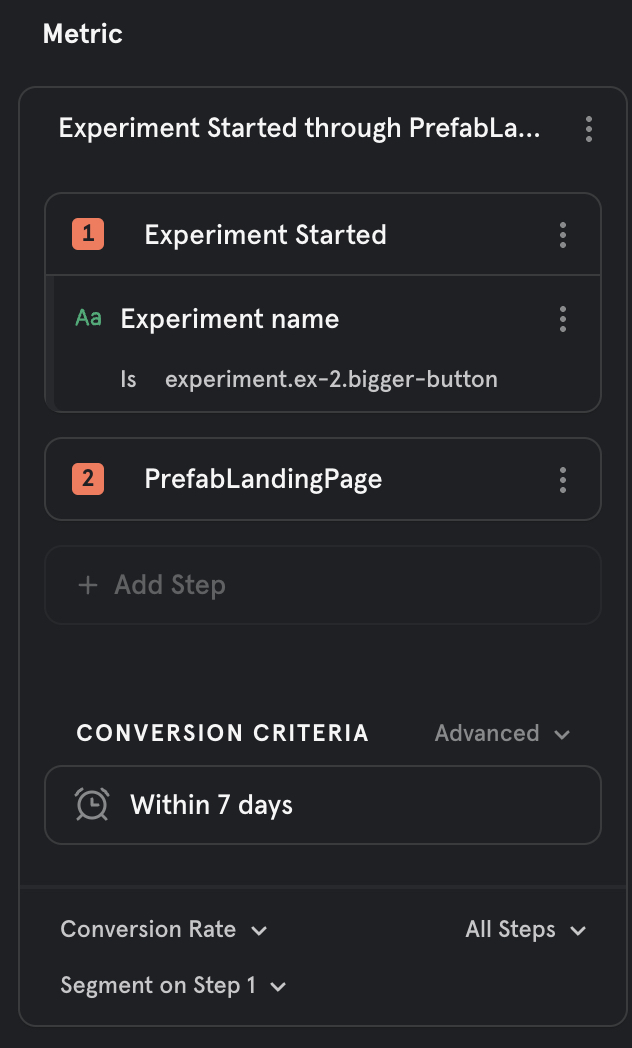 Metric
Experiment Started through PrefabLa...
1 Experiment Started
Aa Experiment name
Is experiment.ex-2.bigger-button
2 PrefabLandingPage
+ Add Step
CONVERSION CRITERIA Advanced
Within 7 days
Conversion Rate All Steps
Segment on Step 1